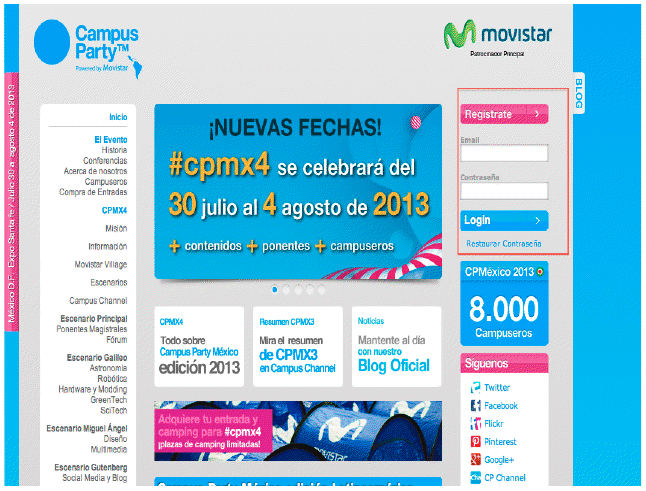 Campus
Party™
Powered by Movistar
movistar
Patrocinador Principal
BLOG
México D.F. Expo Santa fe / Julio 30 a agosto 4 de 2013
Inicio
El Evento
Historia
Conferencias
Acerca de nosotros
Campuseros
Compra de Entradas
CPMX4
Misión
Información
Movistar Village
Escenarios
Campus Channel
Escenario Principal
Ponentes Magistrales
Fórum
Escenario Galileo
Astronomía
Robótica
Hardware y Modding
GreenTech
SciTech
Escenario Miguel Ángel
Diseño
Multimedia
Escenario Gutenberg
Social Media y Blog
¡NUEVAS FECHAS!
#cpmx4 se celebrará del
30 julio al 4 agosto de 2013
+ contenidos + ponentes + campuseros
CPMX4
Todo sobre
Campus Party México
edición 2013
Resumen CPMX3
Mira el resumen
de CPMX3
en Campus Channel
Noticias
Mantente al día
con nuestro
Blog Oficial
Adquiere tu entrada y
camping para #cpmx4
¡plazas de camping limitadas!
movistar
Regístrate
Email
Contraseña
Login
Restaurar Contraseña
CPMéxico 2013
8.000
Campuseros
Síguenos
Twitter
Facebook
Flickr
Pinterest
Google+
CP Channel